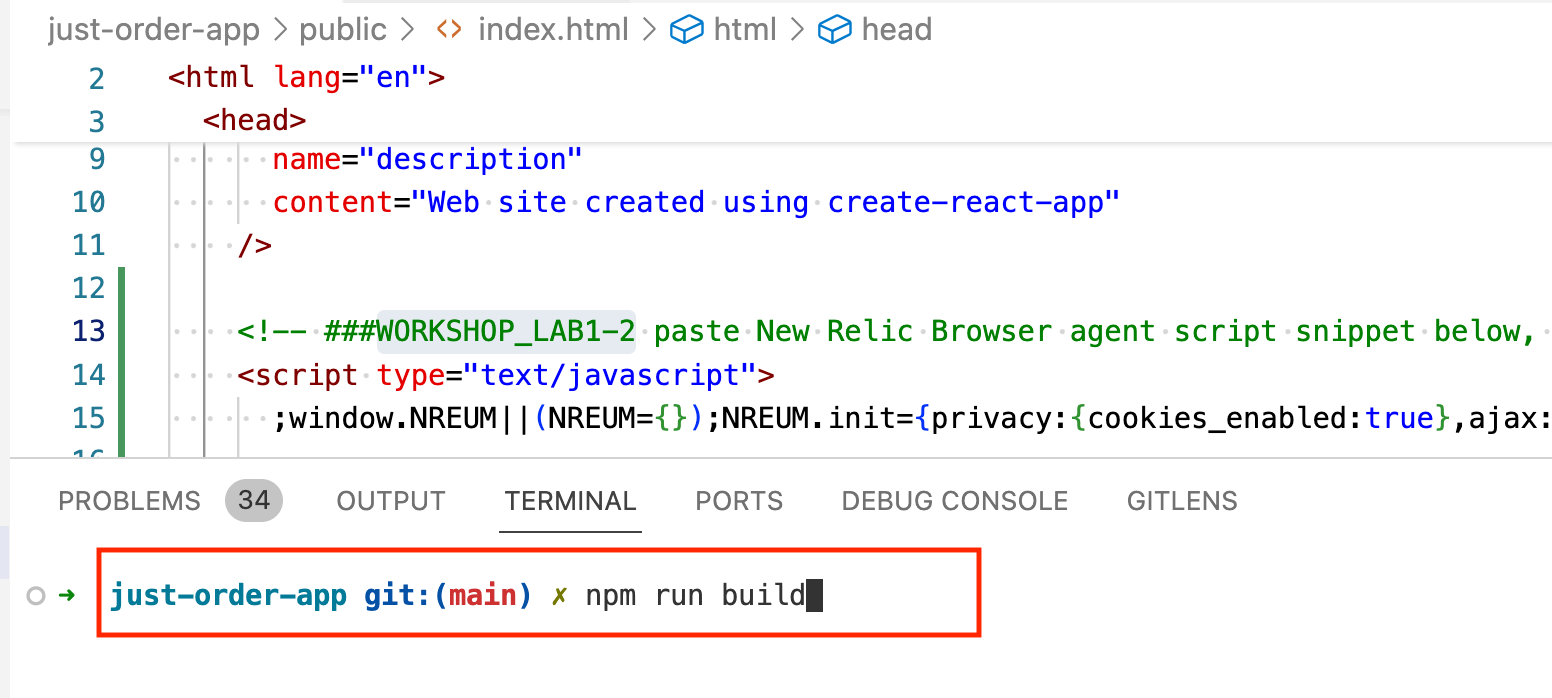 just-order-app > public > <> index.html > html > head
2 <html lang="en">
3 <head>
9 name="description"
10 content="Web site created using create-react-app"
11 />
12
13 <!-- ###WORKSHOP_LAB1-2 paste New Relic Browser agent script snippet below,
14 <script type="text/javascript">
15 ;window.NREUM||(NREUM={});NREUM.init={privacy:{cookies_enabled:true},ajax:
PROBLEMS 34 OUTPUT TERMINAL PORTS DEBUG CONSOLE GITLENS
➜ just-order-app git:(main) ✗ npm run build